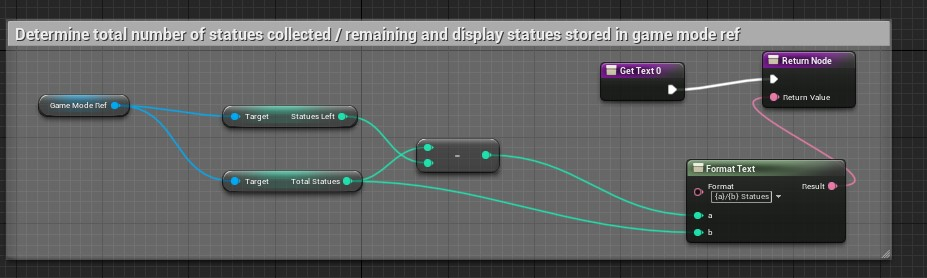 Determine total number of statues collected / remaining and display statues stored in game mode ref
Get Text 0
Return Node
Return Value
Game Mode Ref
Target Statues Left
-
Target Total Statues
Format Text
Format
{a}/{b} Statues
Result
a
b